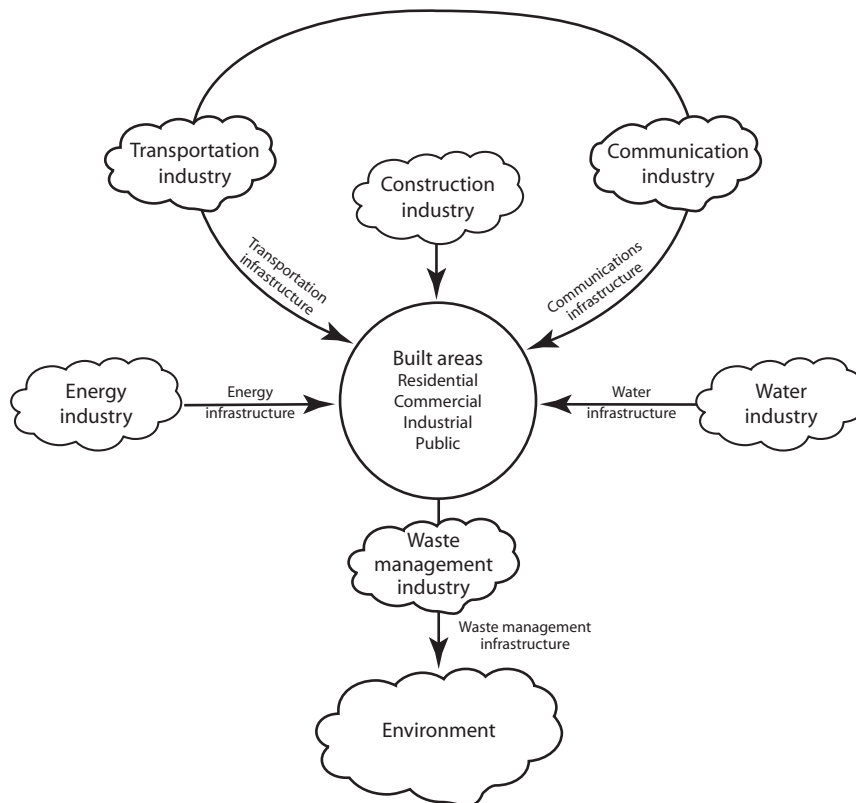 Transportation
industry
Communication
industry
Construction
industry
Transportation
infrastructure
Communications
infrastructure
Built areas
Residential
Commercial
Industrial
Public
Energy
industry
Energy
infrastructure
Water
infrastructure
Water
industry
Waste
management
industry
Waste management
infrastructure
Environment